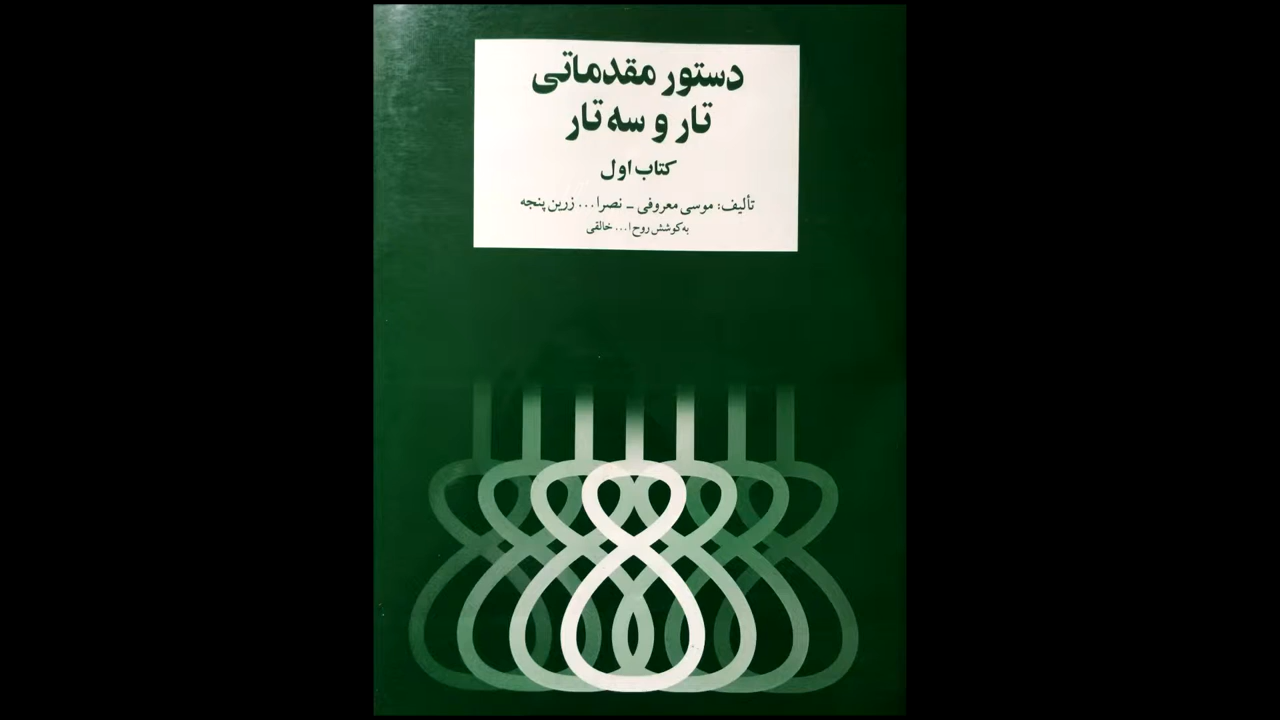 دستور مقدماتی
تار و سه تار
کتاب اول
تألیف: موسی معروفی ـ نصرا... زرین پنجه
به کوشش روح ا... خالقی